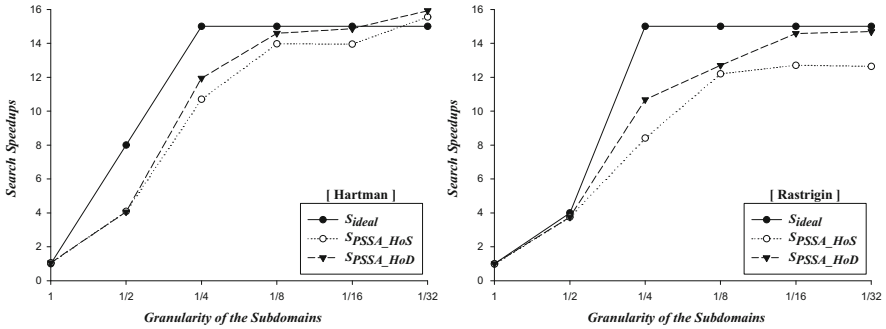 16
14
12
10
8
6
4
2
0
Search Speedups
[ Hartman ]
S_ideal
S_PSSA_HoS
S_PSSA_HoD
1 1/2 1/4 1/8 1/16 1/32
Granularity of the Subdomains
16
14
12
10
8
6
4
2
0
Search Speedups
[ Rastrigin ]
S_ideal
S_PSSA_HoS
S_PSSA_HoD
1 1/2 1/4 1/8 1/16 1/32
Granularity of the Subdomains